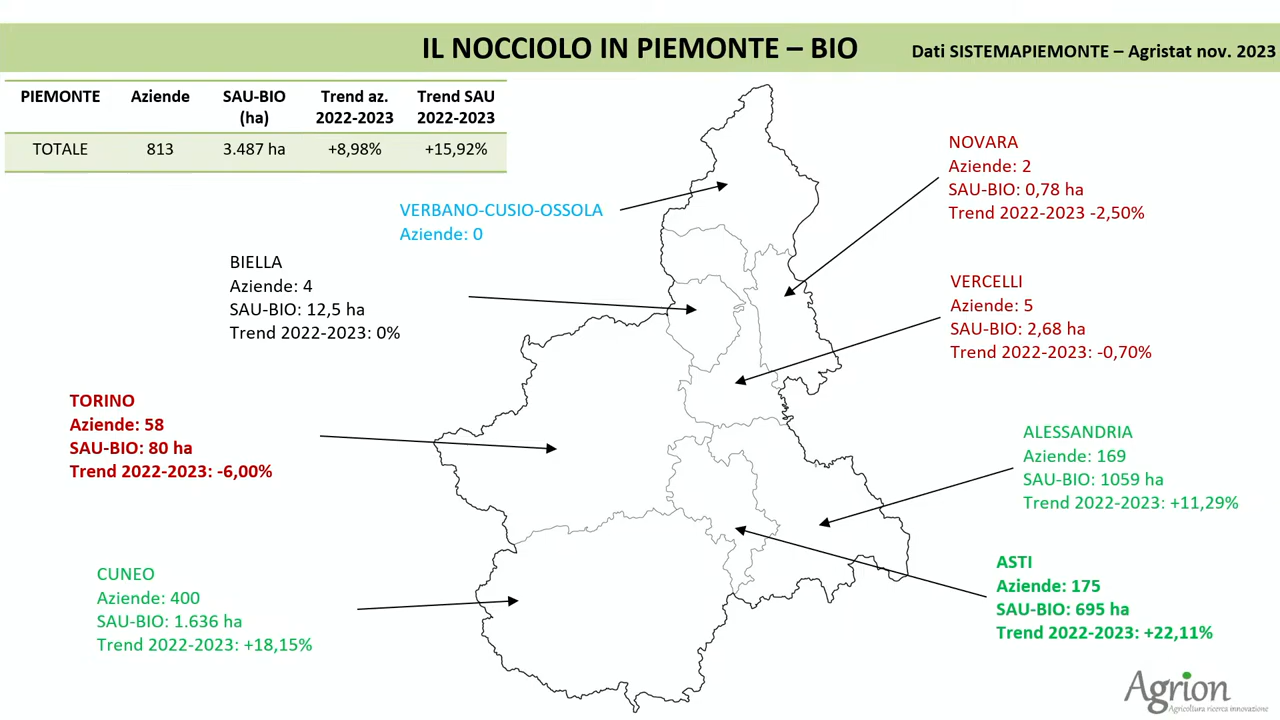 IL NOCCIOLO IN PIEMONTE – BIO
Dati SISTEMAPIEMONTE – Agristat nov. 2023
PIEMONTE Aziende SAU-BIO (ha) Trend az. 2022-2023 Trend SAU 2022-2023
TOTALE 813 3.487 ha +8,98% +15,92%
NOVARA
Aziende: 2
SAU-BIO: 0,78 ha
Trend 2022-2023 -2,50%
VERBANO-CUSIO-OSSOLA
Aziende: 0
BIELLA
Aziende: 4
SAU-BIO: 12,5 ha
Trend 2022-2023: 0%
VERCELLI
Aziende: 5
SAU-BIO: 2,68 ha
Trend 2022-2023: -0,70%
TORINO
Aziende: 58
SAU-BIO: 80 ha
Trend 2022-2023: -6,00%
ALESSANDRIA
Aziende: 169
SAU-BIO: 1059 ha
Trend 2022-2023: +11,29%
CUNEO
Aziende: 400
SAU-BIO: 1.636 ha
Trend 2022-2023: +18,15%
ASTI
Aziende: 175
SAU-BIO: 695 ha
Trend 2022-2023: +22,11%
Agrion
Agricoltura ricerca innovazione